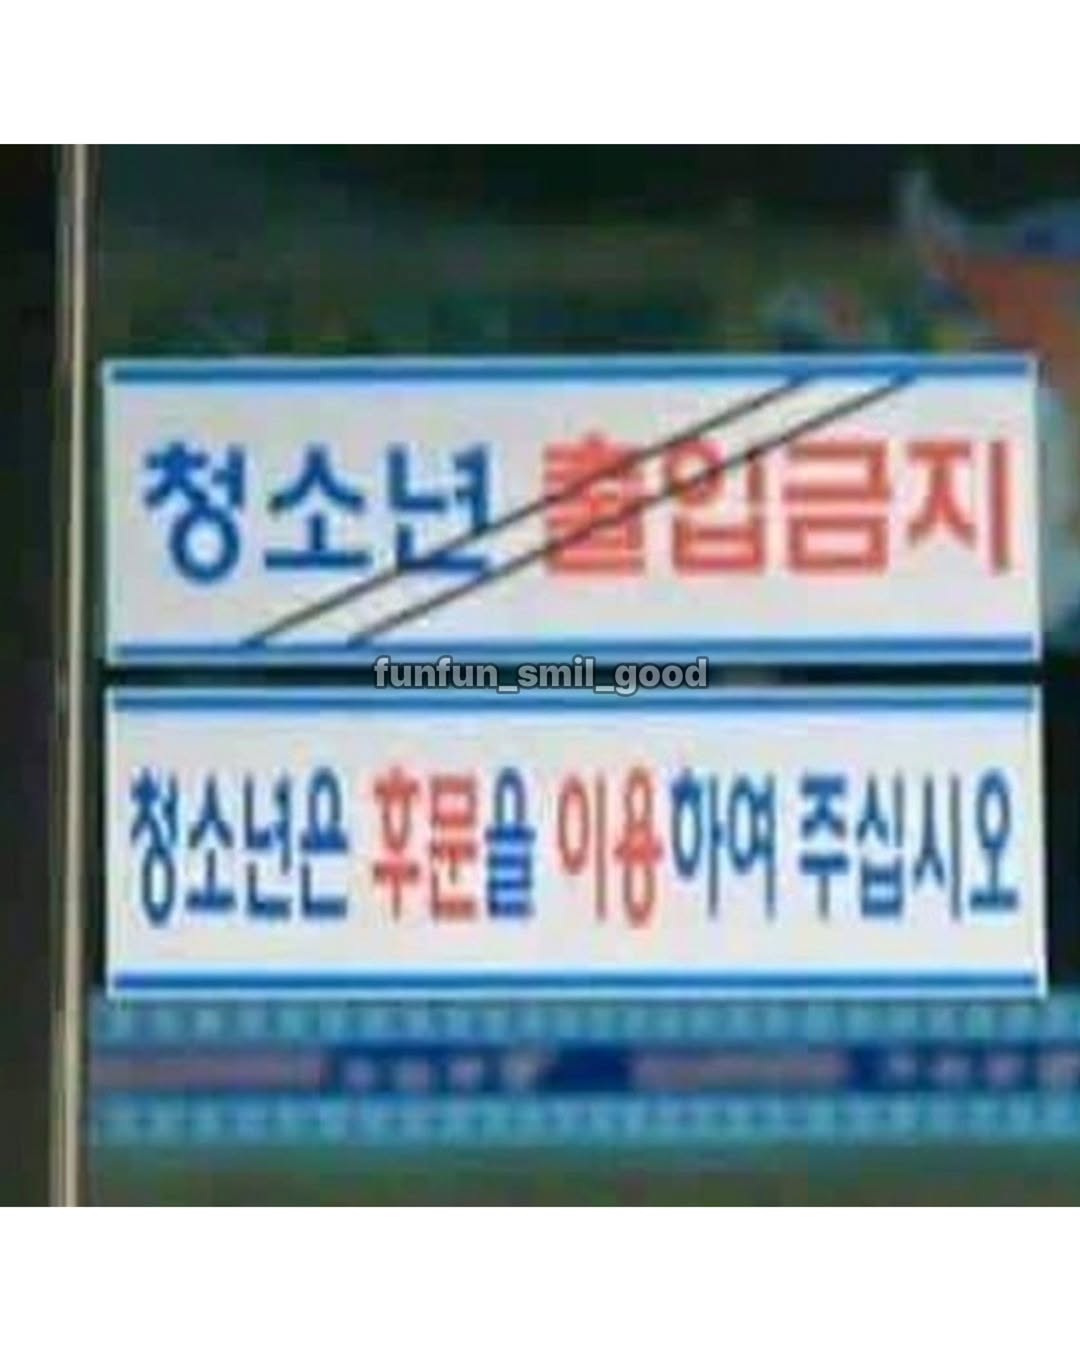 청소년 출입금지
funfun_smil_good
청소년은 후문을 이용하여 주십시오